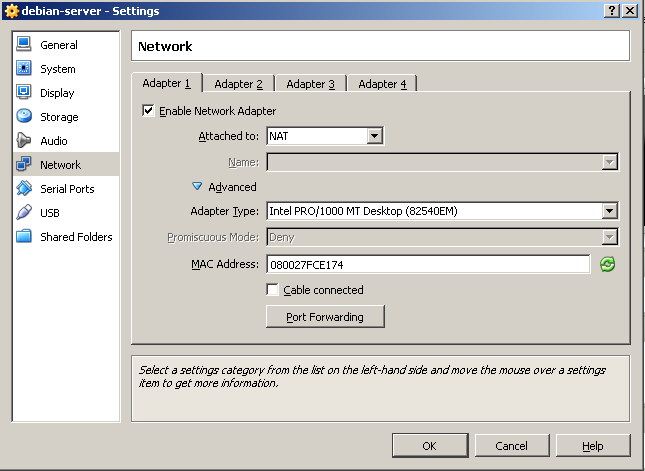 debian-server - Settings
General
System
Display
Storage
Audio
Network
Serial Ports
USB
Shared Folders
Network
Adapter 1 Adapter 2 Adapter 3 Adapter 4
Enable Network Adapter
Attached to: NAT
Name:
Advanced
Adapter Type: Intel PRO/1000 MT Desktop (82540EM)
Promiscuous Mode: Deny
MAC Address: 080027FCE174
Cable connected
Port Forwarding
Select a settings category from the list on the left-hand side and move the mouse over a settings
item to get more information.
OK Cancel Help